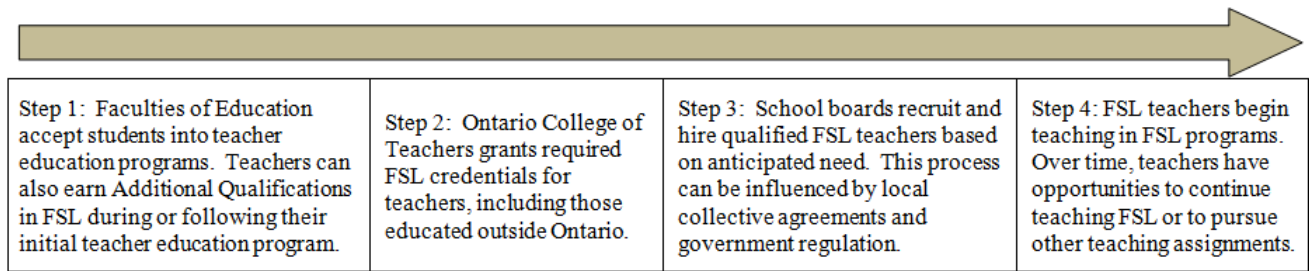 Step 1:  Faculties of Education
accept students into teacher
education programs.  Teachers can
also earn Additional Qualifications
in FSL during or following their
initial teacher education program.
Step 2:  Ontario College of
Teachers grants required
FSL credentials for
teachers, including those
educated outside Ontario.
Step 3:  School boards recruit and
hire qualified FSL teachers based
on anticipated need.  This process
can be influenced by local
collective agreements and
government regulation.
Step 4: FSL teachers begin
teaching in FSL programs.
Over time, teachers have
opportunities to continue
teaching FSL or to pursue
other teaching assignments.